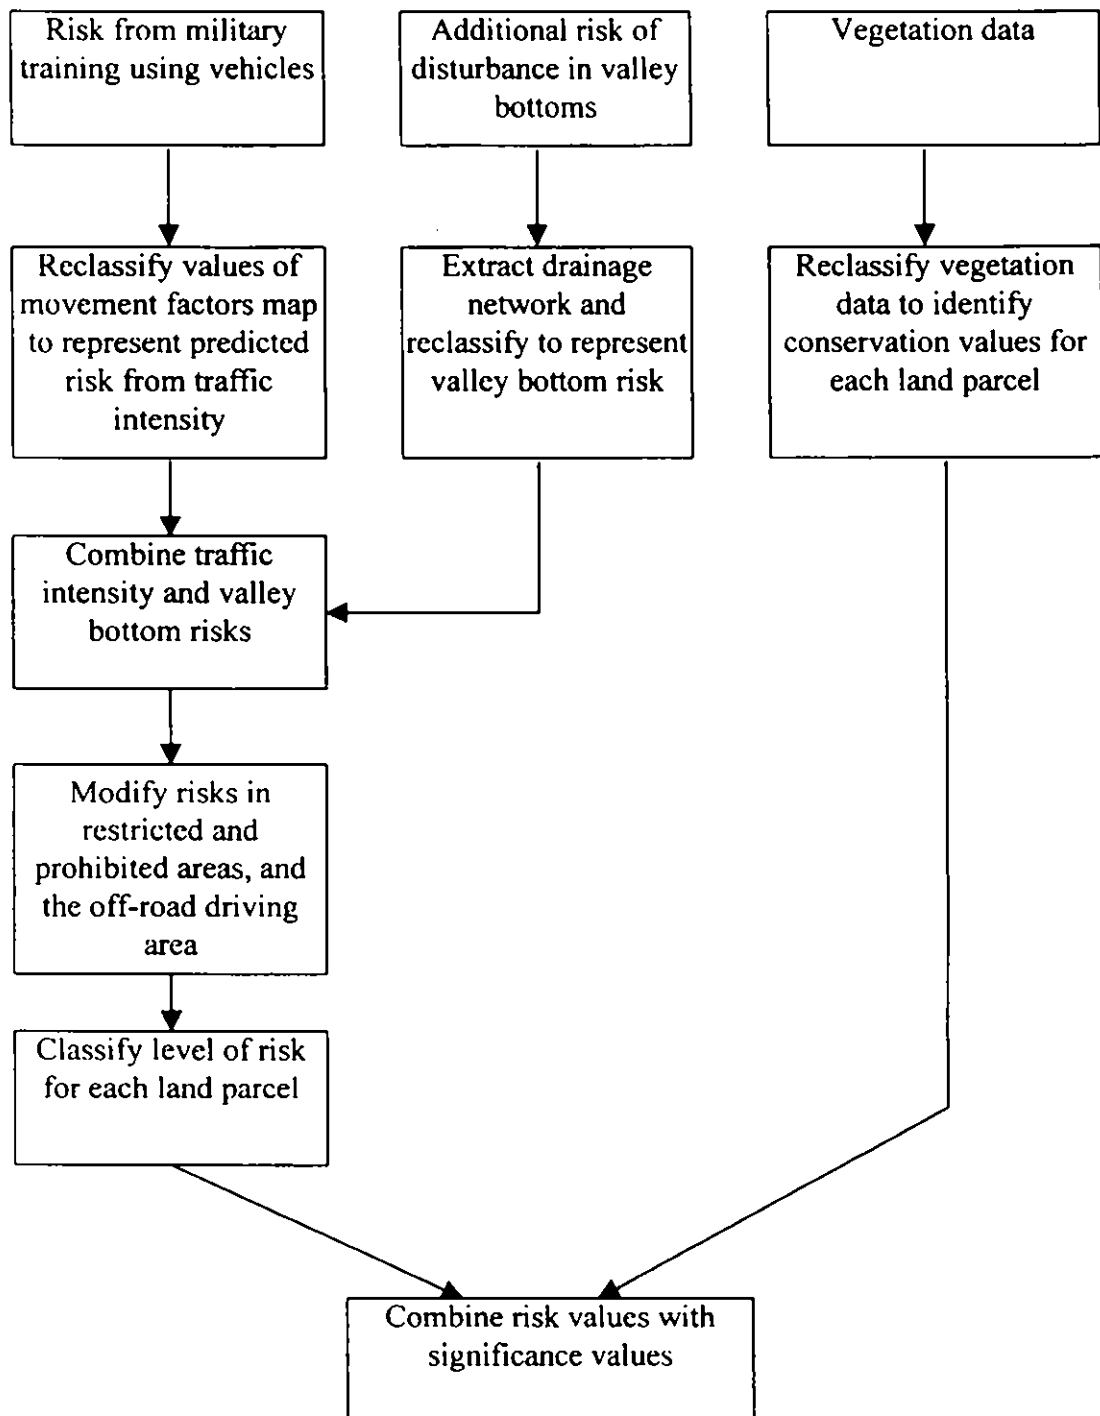 Risk from military
training using vehicles
Additional risk of
disturbance in valley
bottoms
Vegetation data
Reclassify values of
movement factors map
to represent predicted
risk from traffic
intensity
Extract drainage
network and
reclassify to represent
valley bottom risk
Reclassify vegetation
data to identify
conservation values for
each land parcel
Combine traffic
intensity and valley
bottom risks
Modify risks in
restricted and
prohibited areas, and
the off-road driving
area
Classify level of risk
for each land parcel
Combine risk values with
significance values